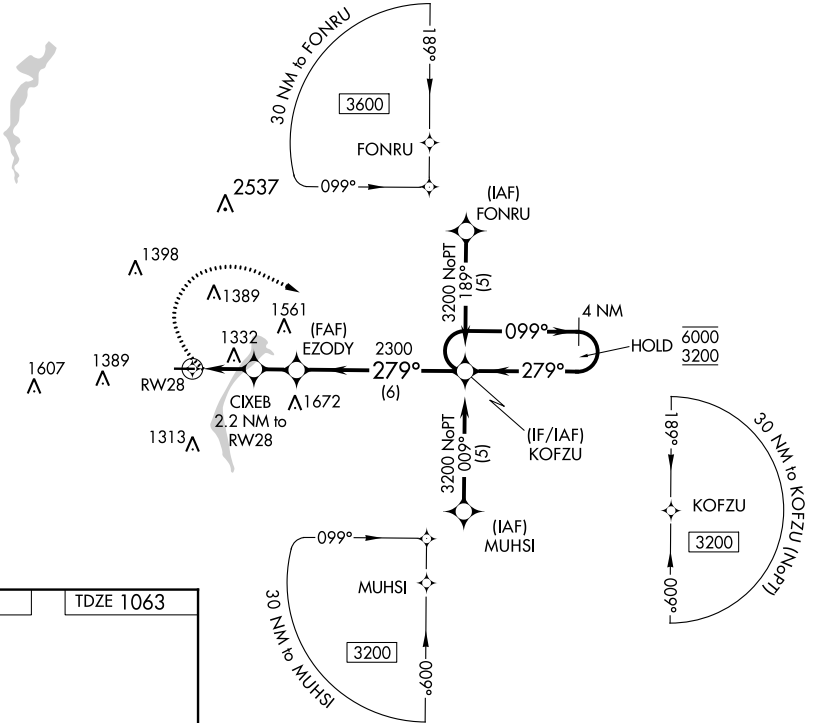 30 NM to FONRU
189°
3600
FONRU
099°
2537
(IAF)
FONRU
1398
3200 NoPT
189°
(5)
1389
1561
(FAF)
EZODY
4 NM
099°
1332
2300
HOLD
6000
3200
1607
1389
279°
279°
RW28
(6)
CIXEB
2.2 NM to
RW28
1672
(IF/IAF)
KOFZU
1313
3200 NoPT
009°
(5)
189°
30 NM to KOFZU (NoPT)
KOFZU
3200
009°
(IAF)
MUHSI
099°
MUHSI
TDZE 1063
30 NM to MUHSI
3200
009°